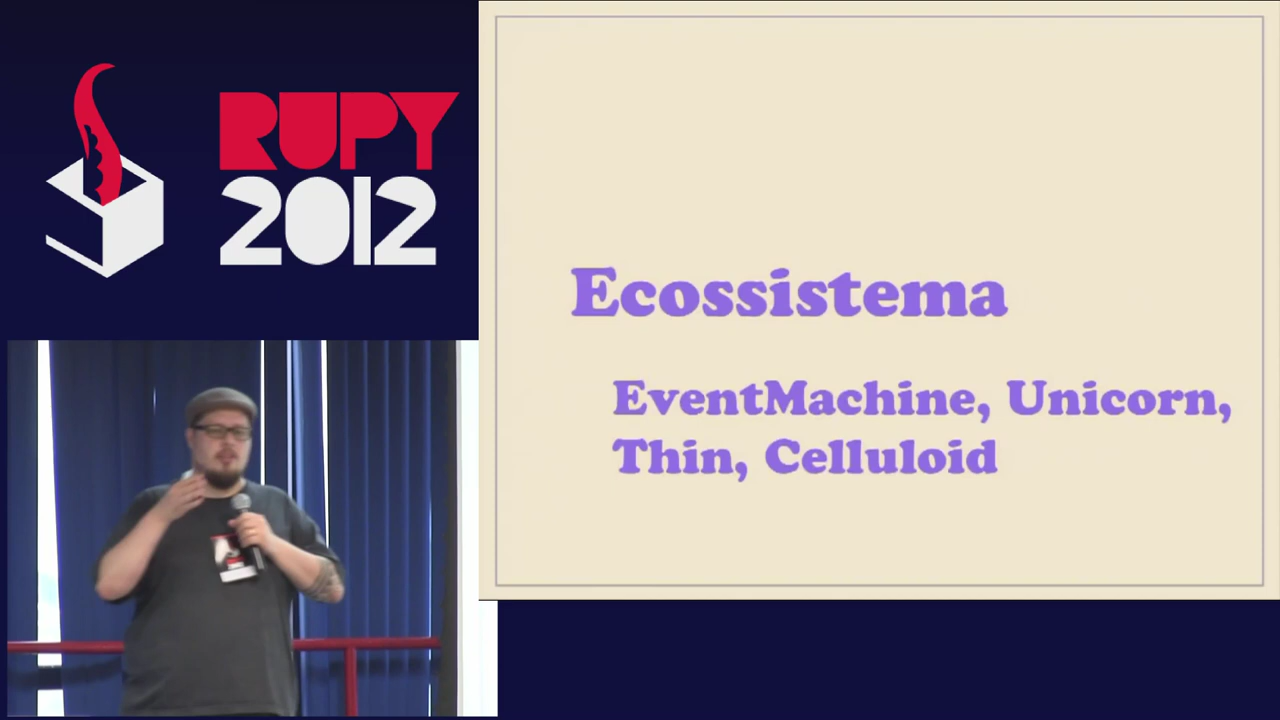 RUPY
2012
Ecossistema
EventMachine, Unicorn,
Thin, Celluloid